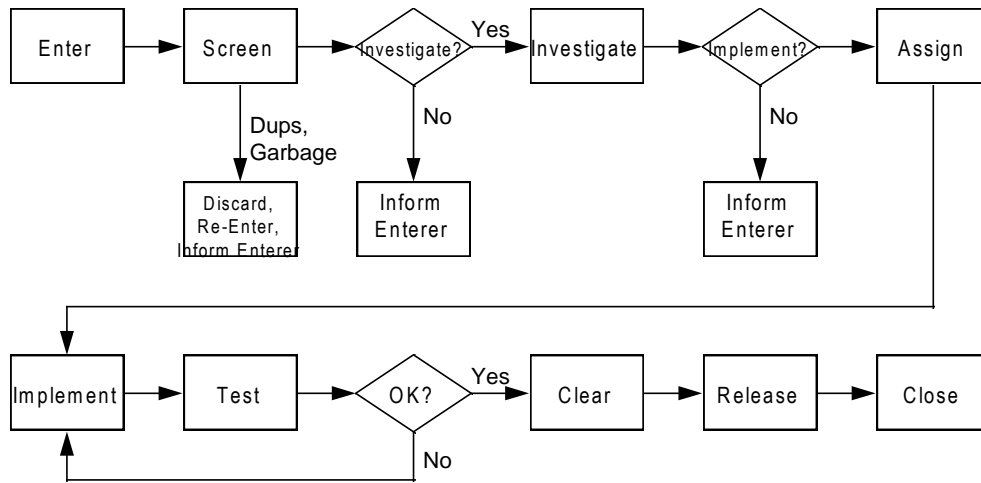 Enter
Screen
Investigate?
Yes
Investigate
Implement?
Assign
Dups,
Garbage
No
No
Discard,
Re-Enter,
Inform Enterer
Inform
Enterer
Inform
Enterer
Implement
Test
OK?
Yes
Clear
Release
Close
No